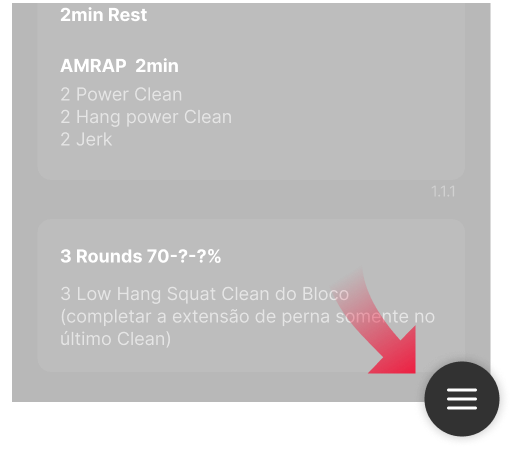 2min Rest
AMRAP  2min
2 Power Clean
2 Hang power Clean
2 Jerk
1.1.1
3 Rounds 70-?-?%
3 Low Hang Squat Clean do Bloco
(completar a extensão de perna somente no
último Clean)